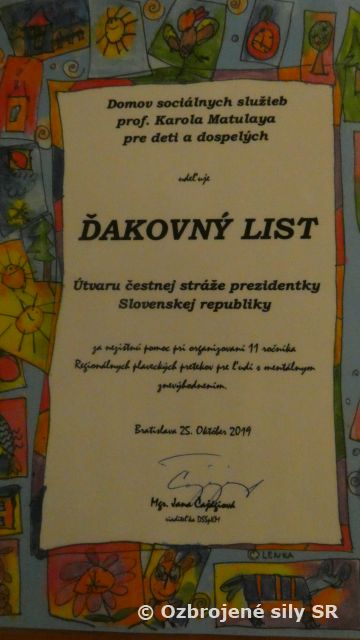 Domov sociálnych služieb
prof. Karola Matulaya
pre deti a dospelých
udeľuje
ĎAKOVNÝ LIST
Útvaru čestnej stráže prezidentky
Slovenskej republiky
za nezištnú pomoc pri organizovaní 11 ročníka
Regionálnych plaveckých pretekov pre ľudí s mentálnym
znevýhodnením.
Bratislava 25. Október 2019
Mgr. Jana Čajágiová
riaditeľka DSSpKM
© LENKA
© Ozbrojené sily SR